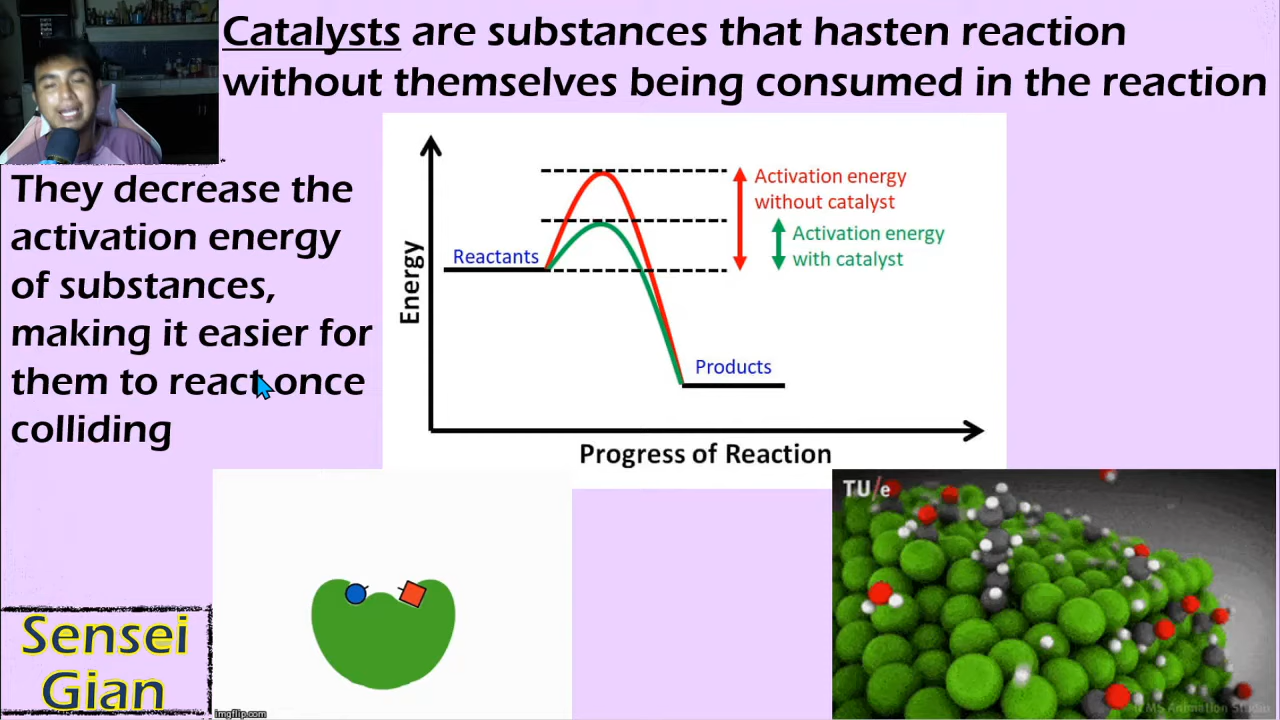 Catalysts are substances that hasten reaction
without themselves being consumed in the reaction
They decrease the
activation energy
of substances,
making it easier for
them to react once
colliding
Energy
Reactants
Activation energy
without catalyst
Activation energy
with catalyst
Products
Progress of Reaction
TU/e
Sensei
Gian
imgflip.com
Animation Studios